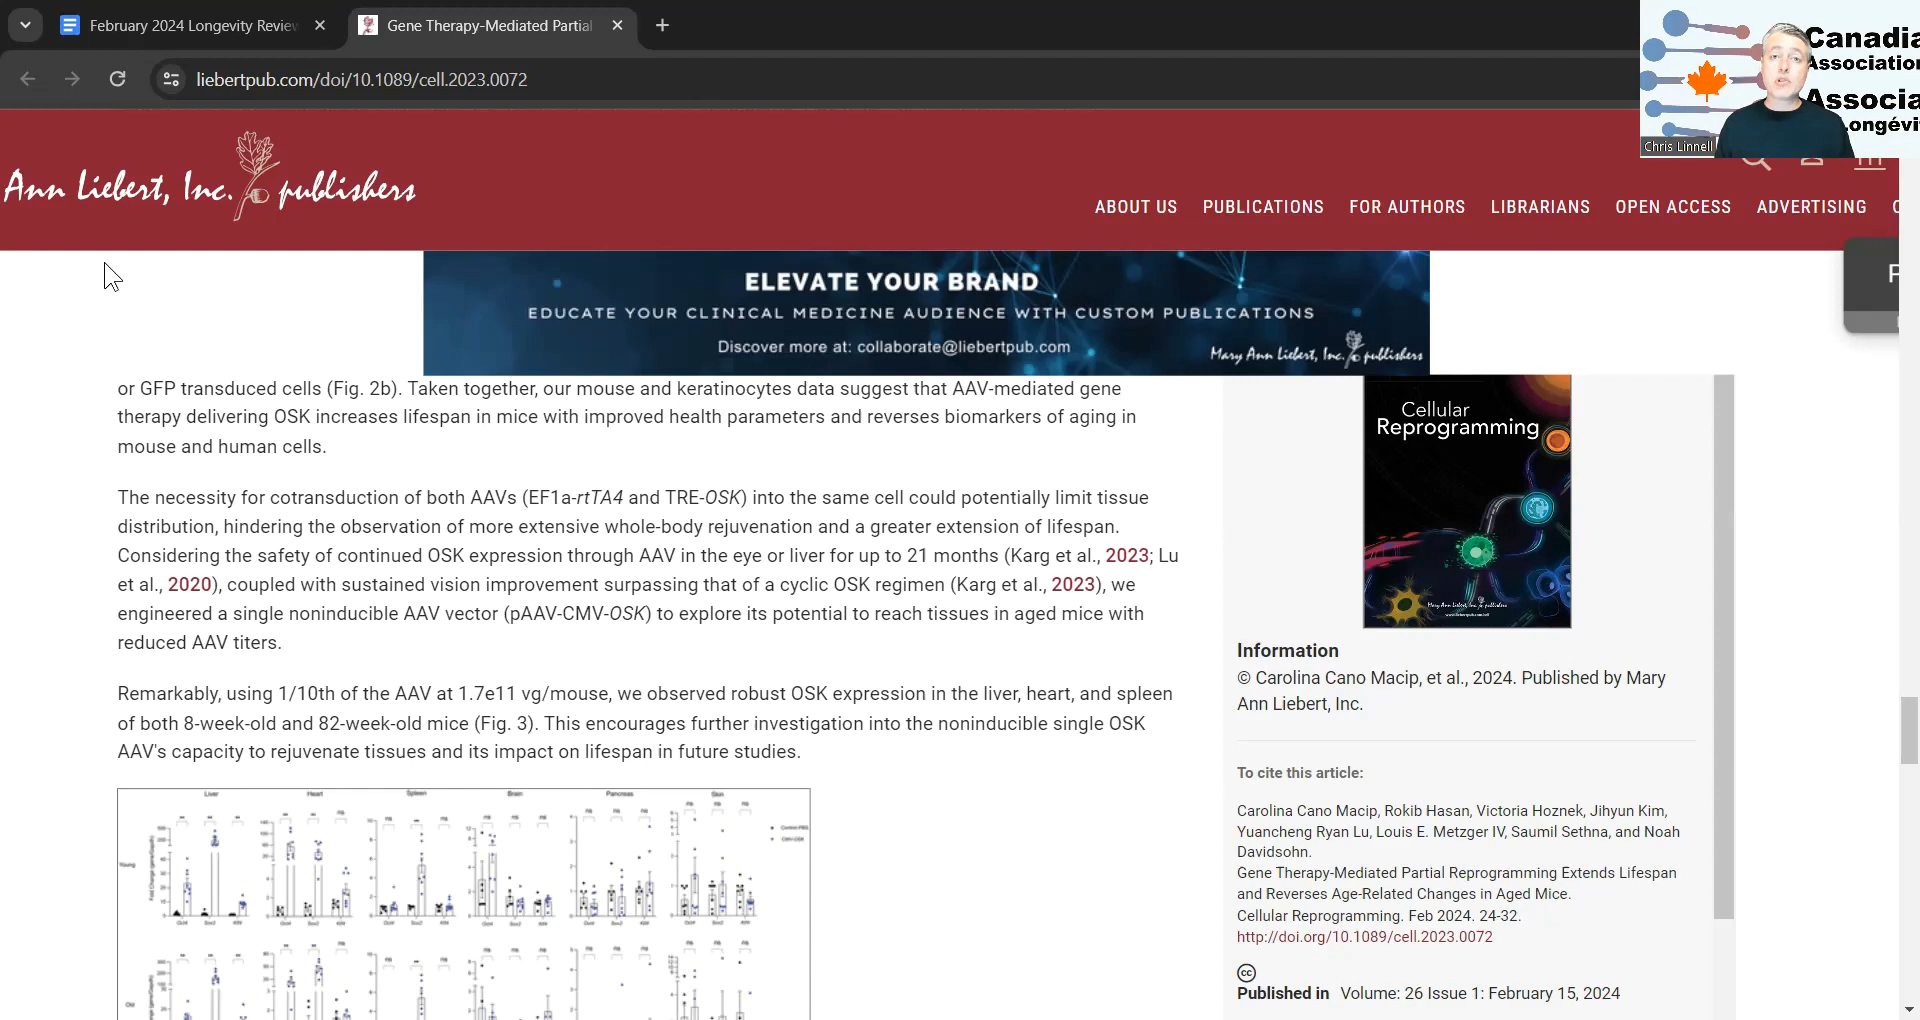 February 2024 Longevity Review
Gene Therapy-Mediated Partial
liebertpub.com/doi/10.1089/cell.2023.0072
Canadia
Association
Associa
Longévi
Chris Linnell
Ann Liebert, Inc. publishers
ABOUT US PUBLICATIONS FOR AUTHORS LIBRARIANS OPEN ACCESS ADVERTISING
ELEVATE YOUR BRAND
EDUCATE YOUR CLINICAL MEDICINE AUDIENCE WITH CUSTOM PUBLICATIONS
Discover more at: collaborate@liebertpub.com
Mary Ann Liebert, Inc. publishers
or GFP transduced cells (Fig. 2b). Taken together, our mouse and keratinocytes data suggest that AAV-mediated gene
therapy delivering OSK increases lifespan in mice with improved health parameters and reverses biomarkers of aging in
mouse and human cells.
The necessity for cotransduction of both AAVs (EF1a-rtTA4 and TRE-OSK) into the same cell could potentially limit tissue
distribution, hindering the observation of more extensive whole-body rejuvenation and a greater extension of lifespan.
Considering the safety of continued OSK expression through AAV in the eye or liver for up to 21 months (Karg et al., 2023; Lu
et al., 2020), coupled with sustained vision improvement surpassing that of a cyclic OSK regimen (Karg et al., 2023), we
engineered a single noninducible AAV vector (pAAV-CMV-OSK) to explore its potential to reach tissues in aged mice with
reduced AAV titers.
Remarkably, using 1/10th of the AAV at 1.7e11 vg/mouse, we observed robust OSK expression in the liver, heart, and spleen
of both 8-week-old and 82-week-old mice (Fig. 3). This encourages further investigation into the noninducible single OSK
AAV's capacity to rejuvenate tissues and its impact on lifespan in future studies.
Liver Heart Spleen Brain Pancreas Skin
Young
Old
Cellular
Reprogramming
Mary Ann Liebert, Inc. publishers
Information
© Carolina Cano Macip, et al., 2024. Published by Mary
Ann Liebert, Inc.
To cite this article:
Carolina Cano Macip, Rokib Hasan, Victoria Hoznek, Jihyun Kim,
Yuancheng Ryan Lu, Louis E. Metzger IV, Saumil Sethna, and Noah
Davidsohn.
Gene Therapy-Mediated Partial Reprogramming Extends Lifespan
and Reverses Age-Related Changes in Aged Mice.
Cellular Reprogramming. Feb 2024. 24-32.
http://doi.org/10.1089/cell.2023.0072
cc
Published in Volume: 26 Issue 1: February 15, 2024